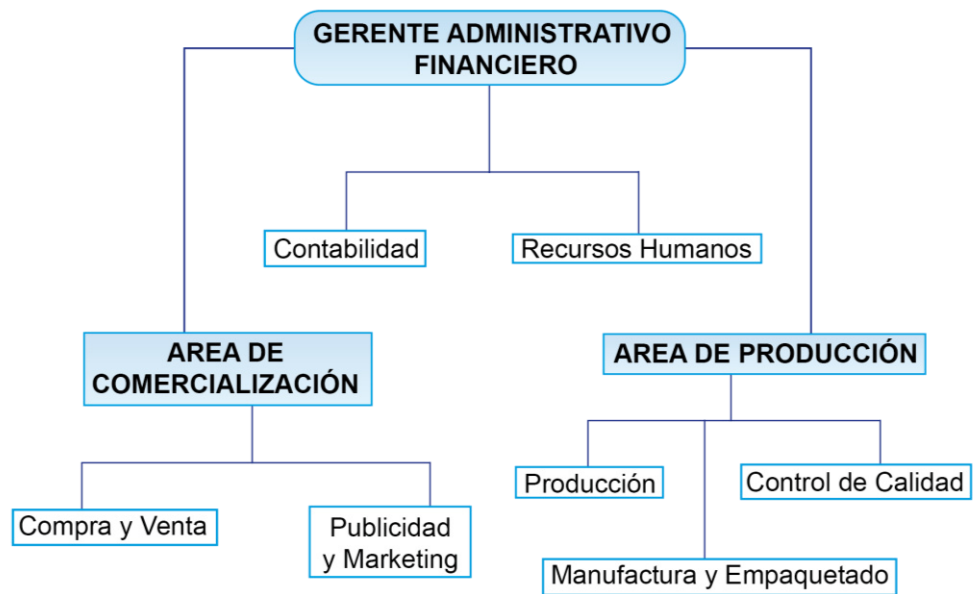 GERENTE ADMINISTRATIVO
FINANCIERO
Contabilidad
Recursos Humanos
AREA DE
COMERCIALIZACIÓN
AREA DE PRODUCCIÓN
Compra y Venta
Publicidad
y Marketing
Producción
Control de Calidad
Manufactura y Empaquetado